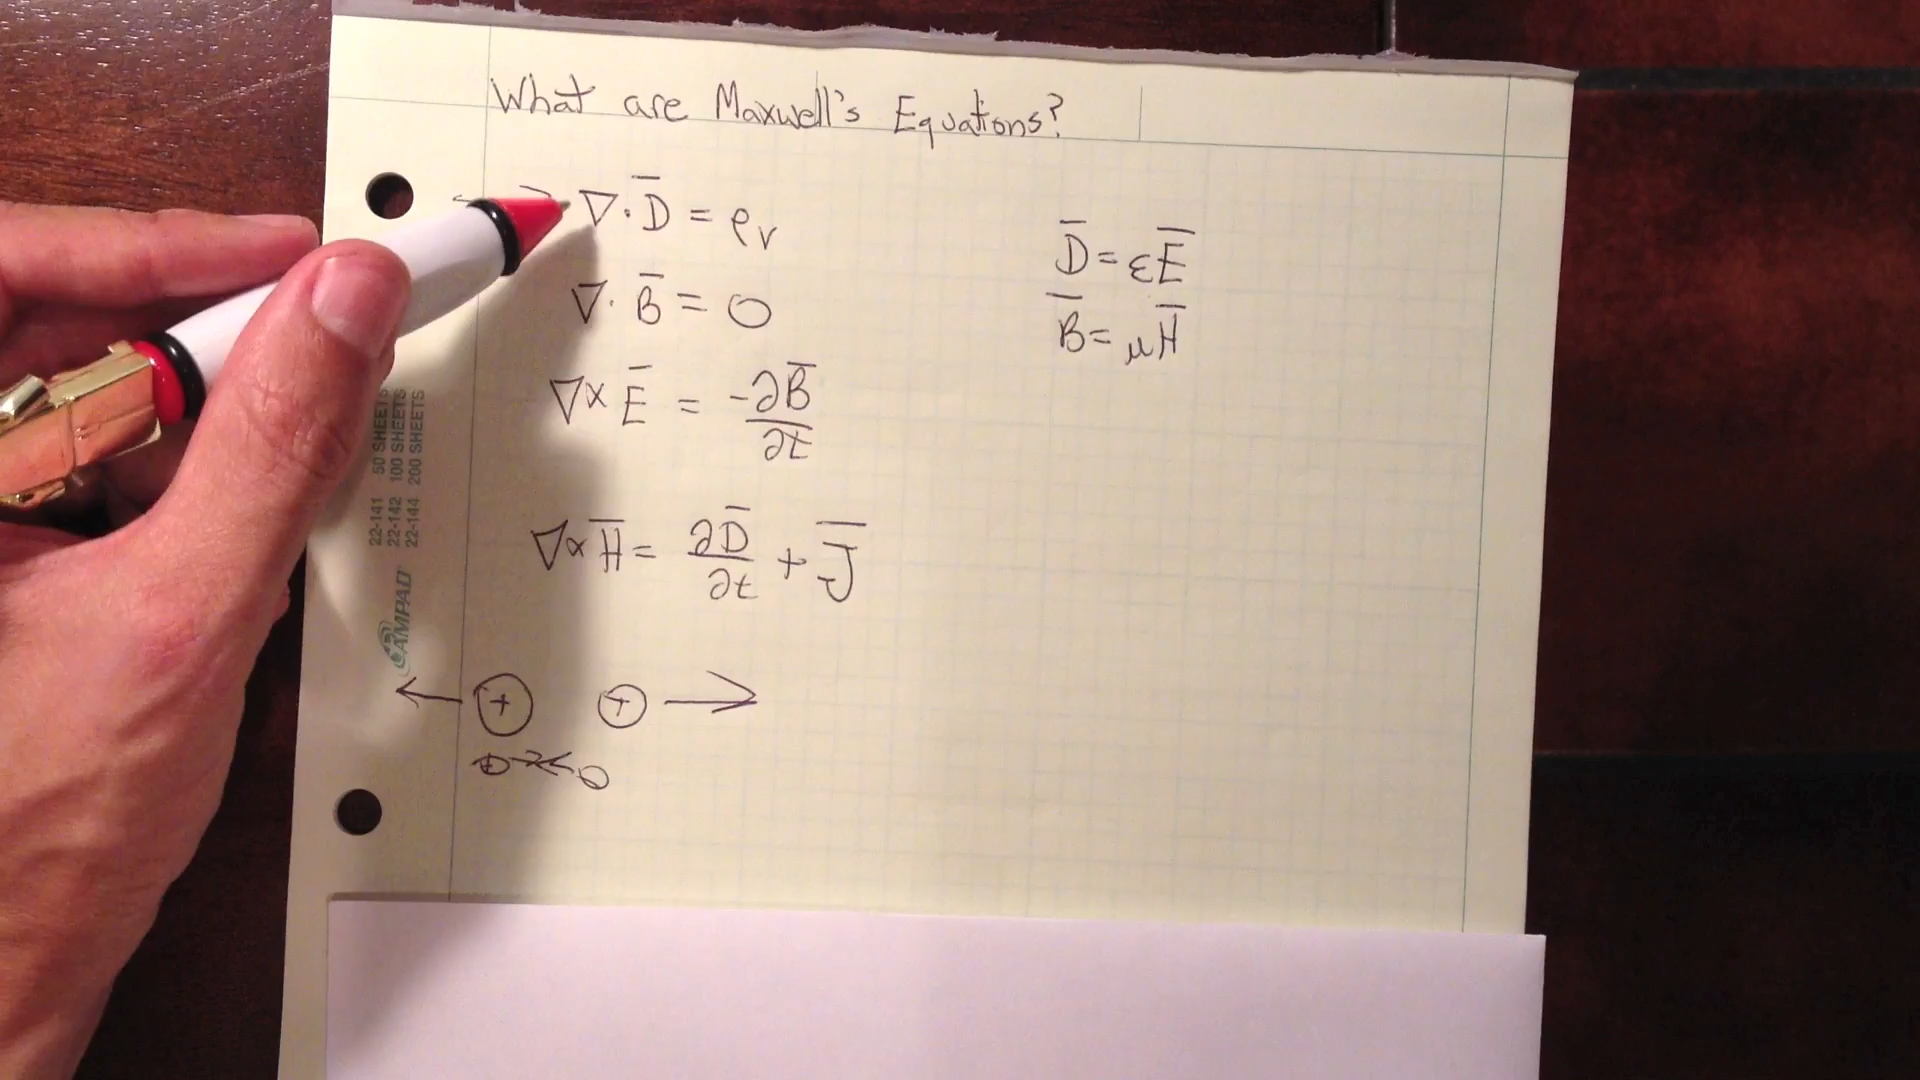 What are Maxwell's Equations?
∇·D̅ = ρᵥ
∇·B̅ = 0
∇×E̅ = -∂B̅/∂t
∇×H̅ = ∂D̅/∂t + J̅
D̅ = εE̅
B̅ = μH̅
+ +
22-141 50 SHEETS
22-142 100 SHEETS
22-144 200 SHEETS
AMPAD